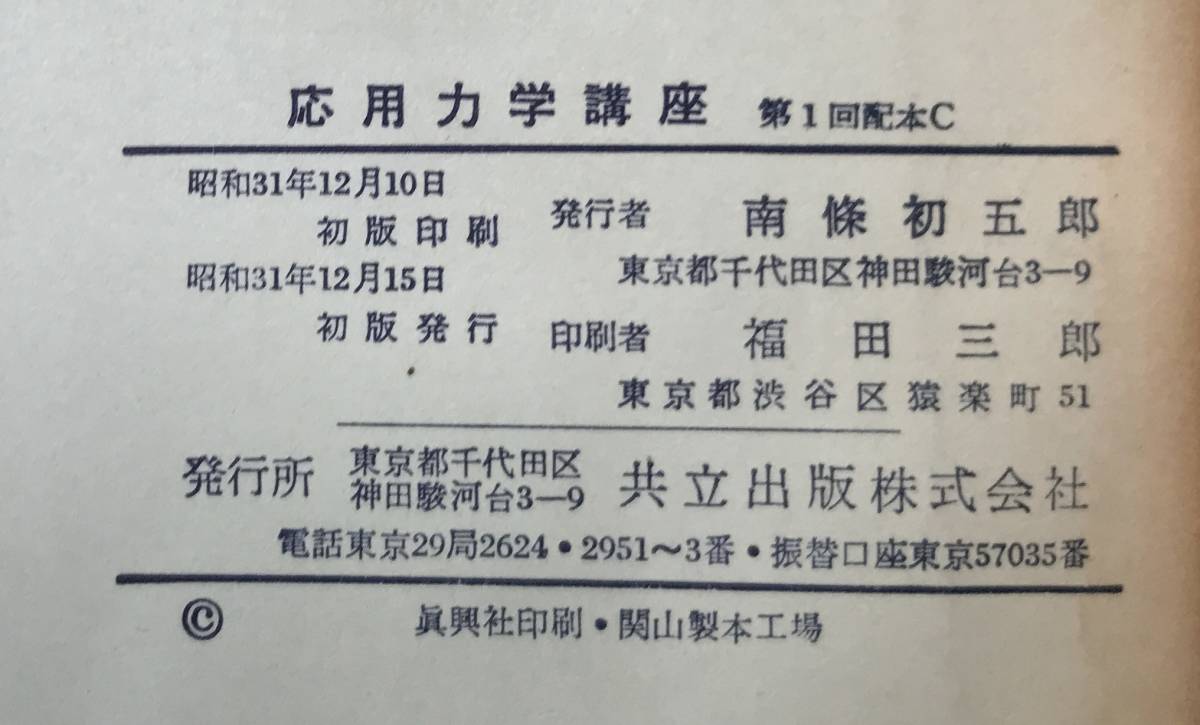 応用力学講座 第1回配本C
昭和31年12月10日
初版印刷
昭和31年12月15日
初版発行
発行者 南條初五郎
東京都千代田区神田駿河台3—9
印刷者 福田三郎
東京都渋谷区猿楽町51
発行所 東京都千代田区神田駿河台3—9 共立出版株式会社
電話東京29局2624・2951〜3番・振替口座東京57035番
© 眞興社印刷・関山製本工場